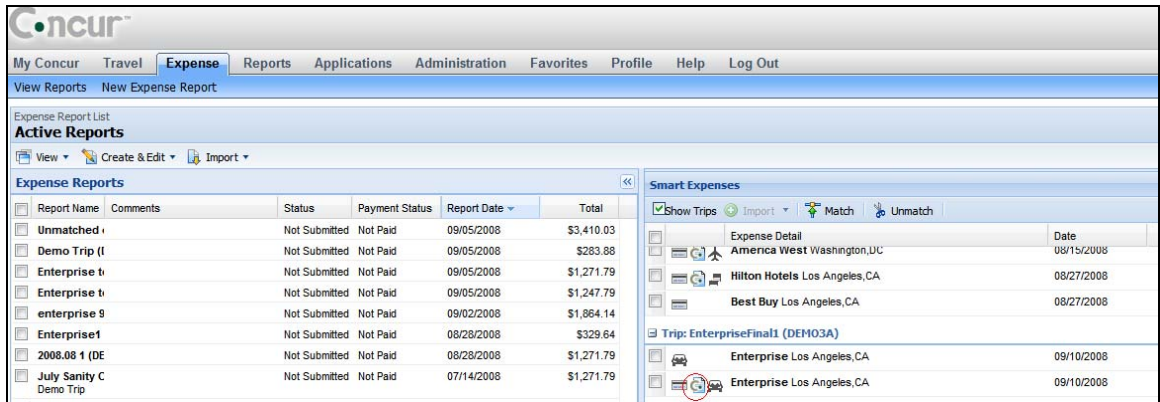 Concur™
My Concur Travel Expense Reports Applications Administration Favorites Profile Help Log Out
View Reports New Expense Report
Expense Report List
Active Reports
View Create & Edit Import
Expense Reports
Report Name Comments Status Payment Status Report Date Total
Unmatched Not Submitted Not Paid 09/05/2008 $3,410.03
Demo Trip ( Not Submitted Not Paid 09/05/2008 $283.88
Enterprise Not Submitted Not Paid 09/05/2008 $1,271.79
Enterprise Not Submitted Not Paid 09/05/2008 $1,247.79
enterprise 9 Not Submitted Not Paid 09/02/2008 $1,864.14
Enterprise1 Not Submitted Not Paid 08/28/2008 $329.64
2008.08 1 (DE Not Submitted Not Paid 08/28/2008 $1,271.79
July Sanity C Not Submitted Not Paid 07/14/2008 $1,271.79
Demo Trip
Smart Expenses
Show Trips Import Match Unmatch
Expense Detail Date
America West Washington,DC 08/15/2008
Hilton Hotels Los Angeles,CA 08/27/2008
Best Buy Los Angeles,CA 08/27/2008
Trip: EnterpriseFinal1 (DEMO3A)
Enterprise Los Angeles,CA 09/10/2008
Enterprise Los Angeles,CA 09/10/2008